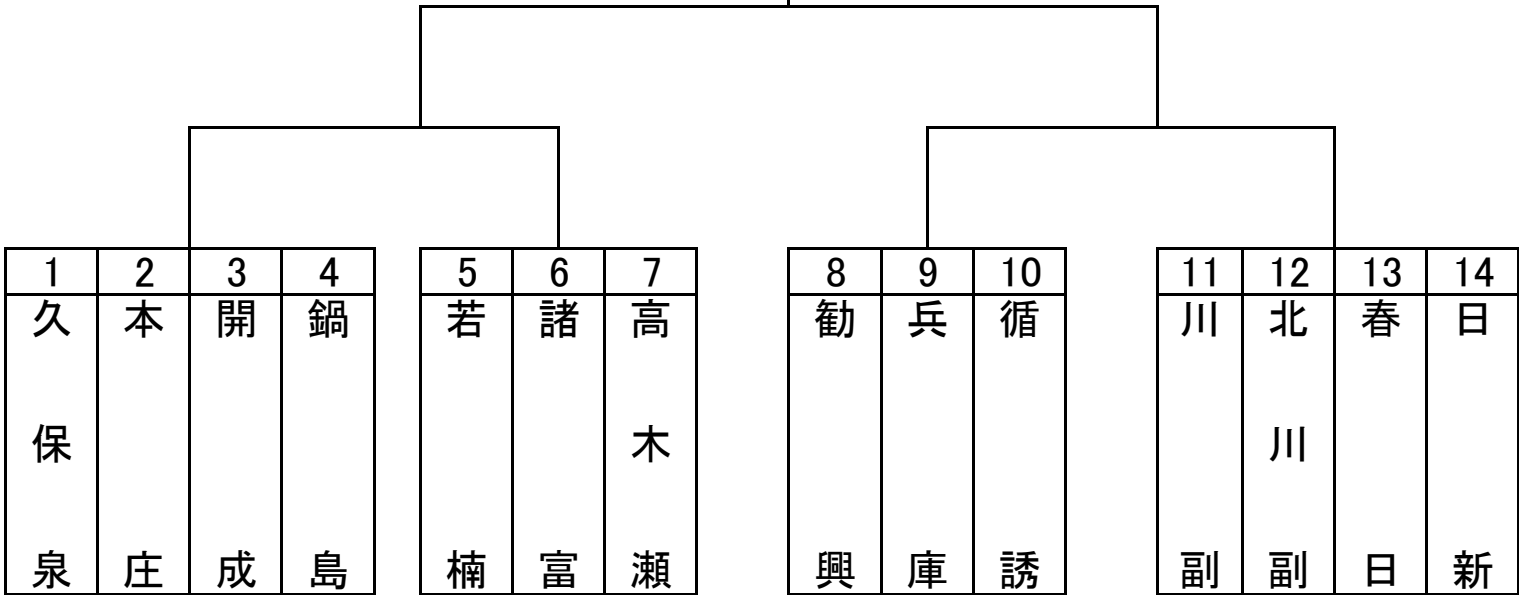 1 2 3 4 5 6 7 8 9 10 11 12 13 14
久保泉
本庄
開成
鍋島
若楠
諸富
高木瀬
勧興
兵庫
循誘
川副
北川副
春日
日新